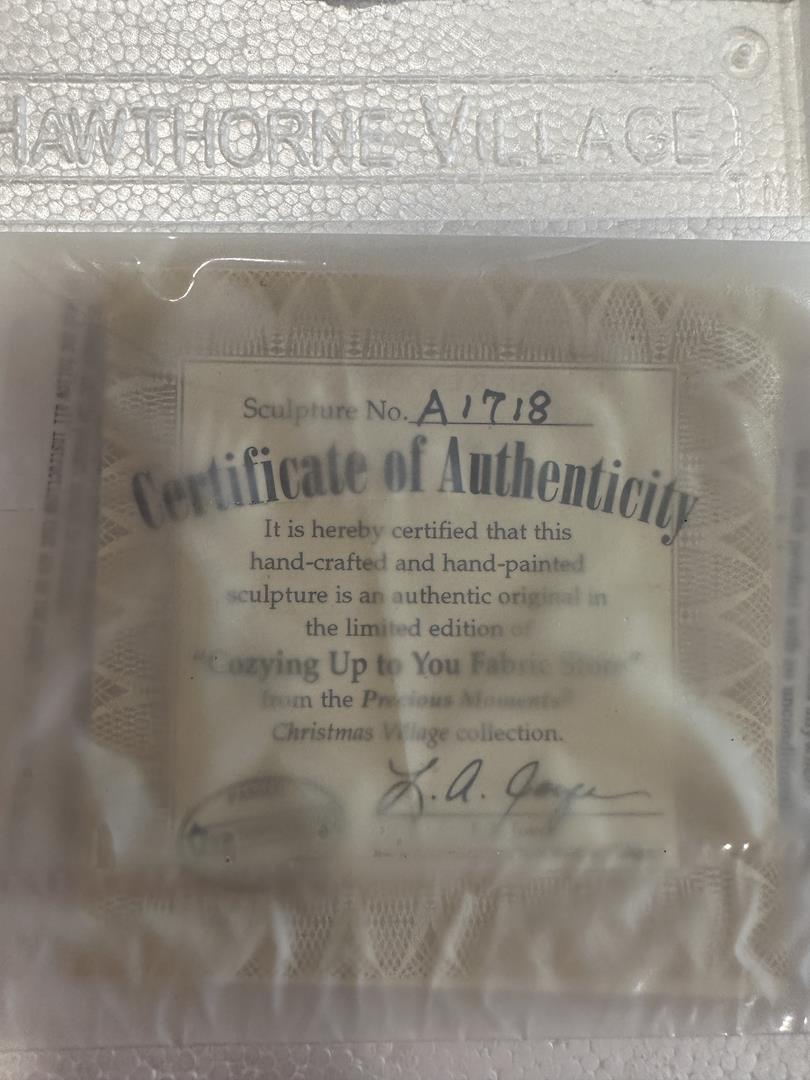 HAWTHORNE VILLAGE
TM
Sculpture No. A1718
Certificate of Authenticity
It is hereby certified that this
hand-crafted and hand-painted
sculpture is an authentic original in
the limited edition of
"Cozying Up to You Fabric Store"
from the Precious Moments®
Christmas Village collection.
L.A.